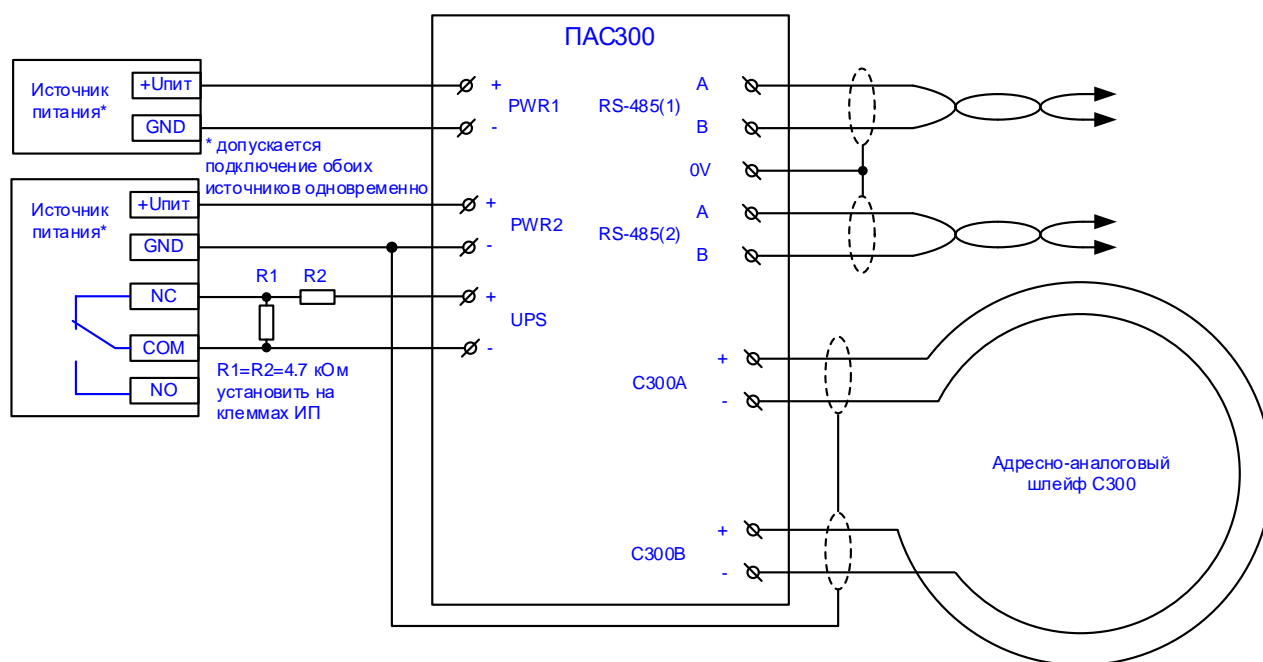 ПАС300
Источник
питания*
+Uпит
GND
* допускается
подключение обоих
источников одновременно
+
PWR1
-
Источник
питания*
+Uпит
GND
+
PWR2
-
NC
COM
NO
R1
R2
R1=R2=4.7 кОм
установить на
клеммах ИП
+
UPS
-
A
RS-485(1)
B
0V
A
RS-485(2)
B
+
С300А
-
+
С300В
-
Адресно-аналоговый
шлейф С300